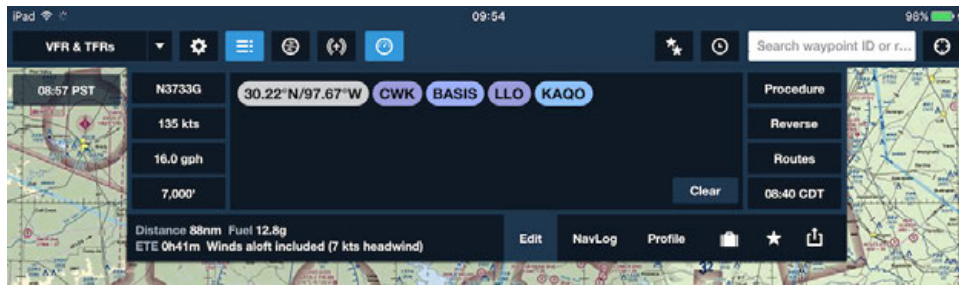 iPad 09:54 98%
VFR & TFRs Search waypoint ID or r...
08:57 PST N3733G 30.22°N/97.67°W CWK BASIS LLO KAQO Procedure
135 kts Reverse
16.0 gph Routes
7,000' Clear 08:40 CDT
Distance 88nm Fuel 12.8g
ETE 0h41m Winds aloft included (7 kts headwind) Edit NavLog Profile
32